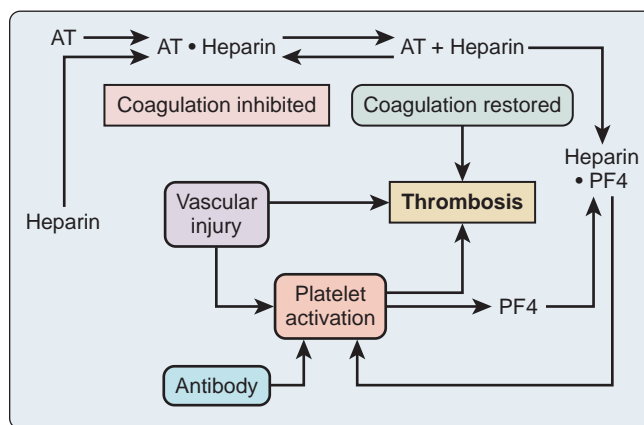 AT
AT • Heparin
AT + Heparin
Coagulation inhibited
Coagulation restored
Heparin
• PF4
Vascular
injury
Thrombosis
Heparin
Platelet
activation
PF4
Antibody